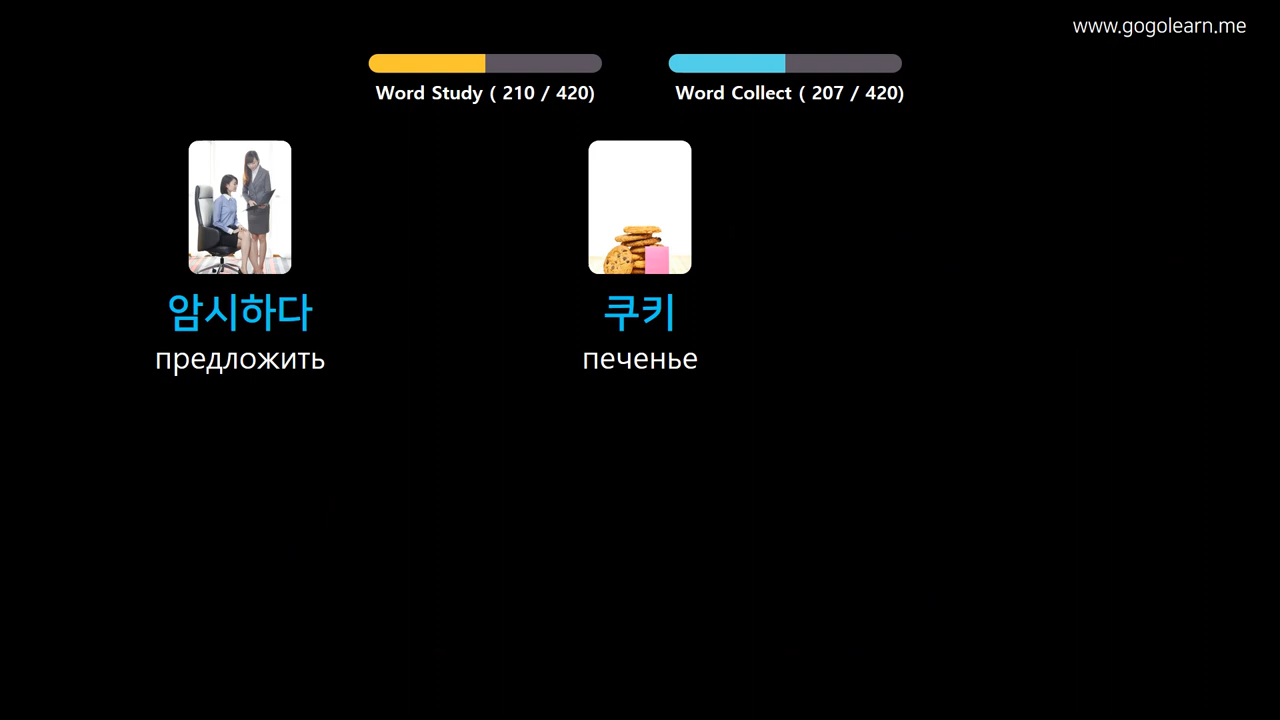 www.gogolearn.me
Word Study ( 210 / 420)
Word Collect ( 207 / 420)
암시하다
предложить
쿠키
печенье